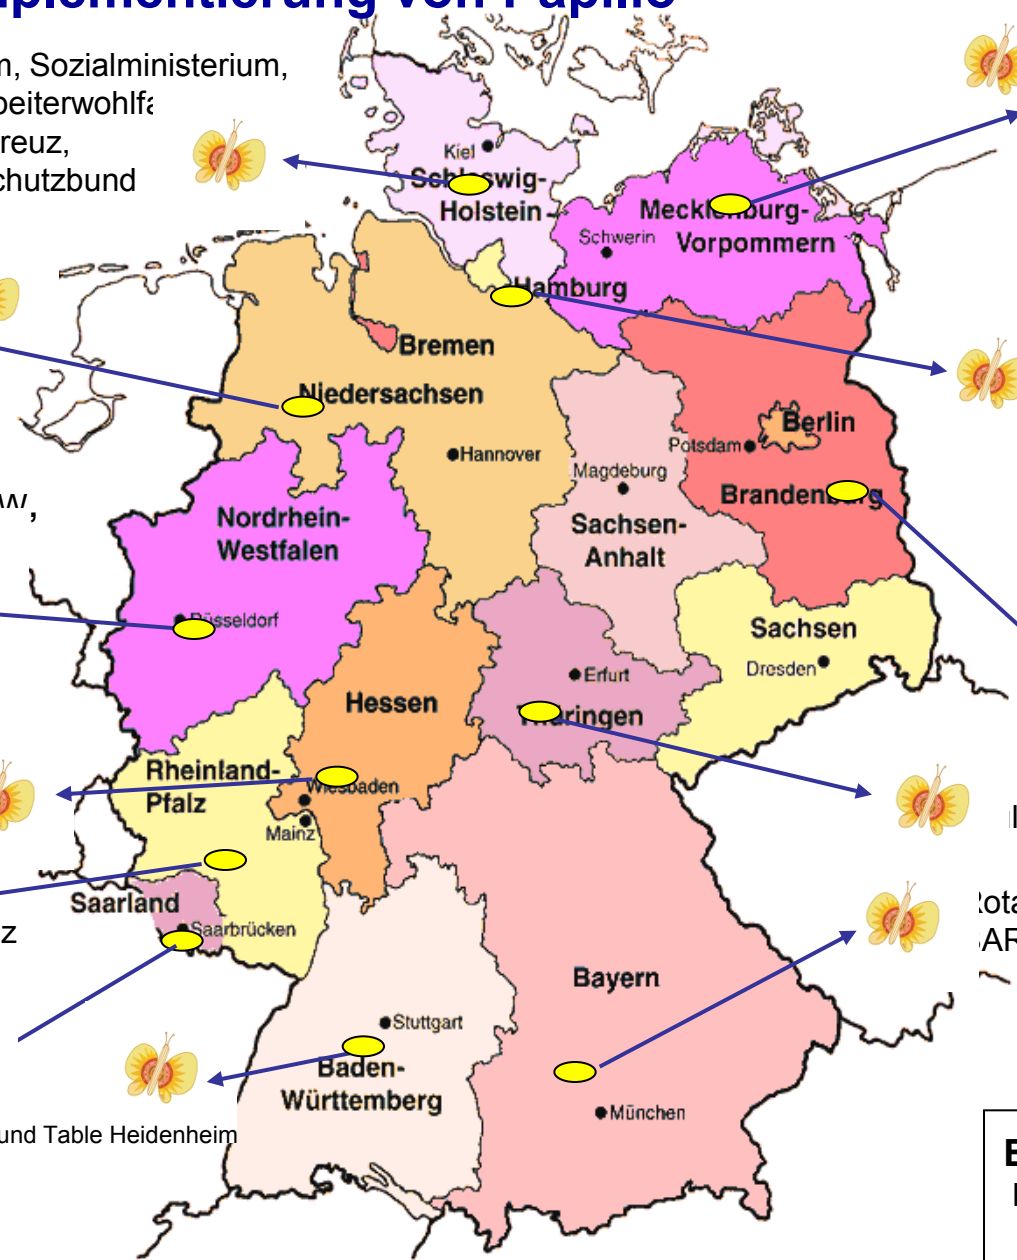 m, Sozialministerium,
reuz,
chutzbund
Kiel
Schleswig-
Holstein
Mecklenburg-
Vorpommern
Schwerin
Hamburg
Bremen
Niedersachsen
Hannover
Berlin
Potsdam
Magdeburg
Brandenburg
Nordrhein-
Westfalen
Sachsen-
Anhalt
Düsseldorf
Sachsen
Dresden
Erfurt
Hessen
Thüringen
Rheinland-
Pfalz
Wiesbaden
Mainz
Saarland
Saarbrücken
z
Bayern
Stuttgart
Baden-
Württemberg
München
und Table Heidenheim